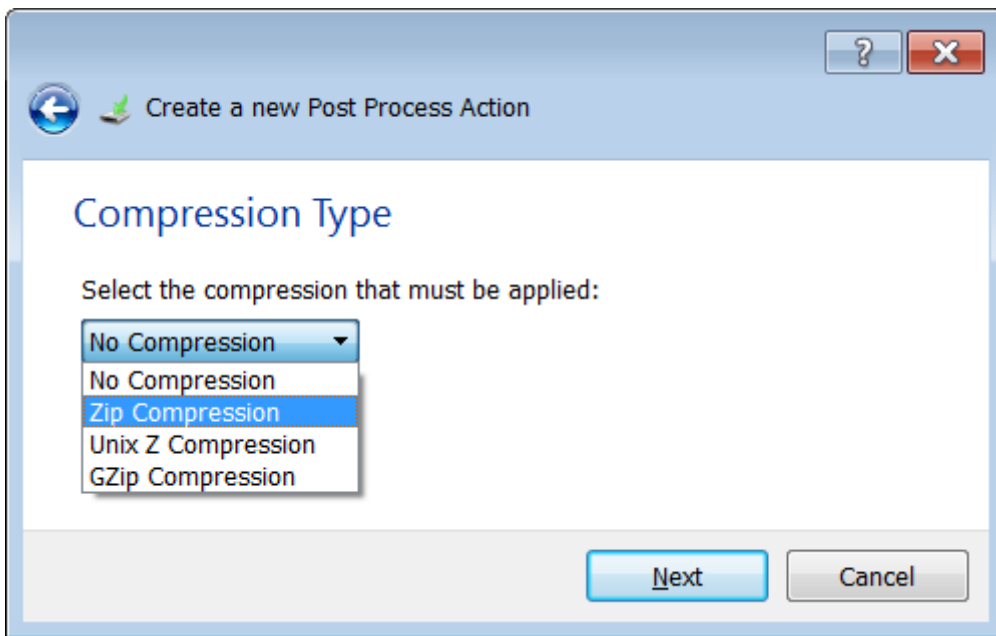 ?
Create a new Post Process Action
Compression Type
Select the compression that must be applied:
No Compression
No Compression
Zip Compression
Unix Z Compression
GZip Compression
Next
Cancel